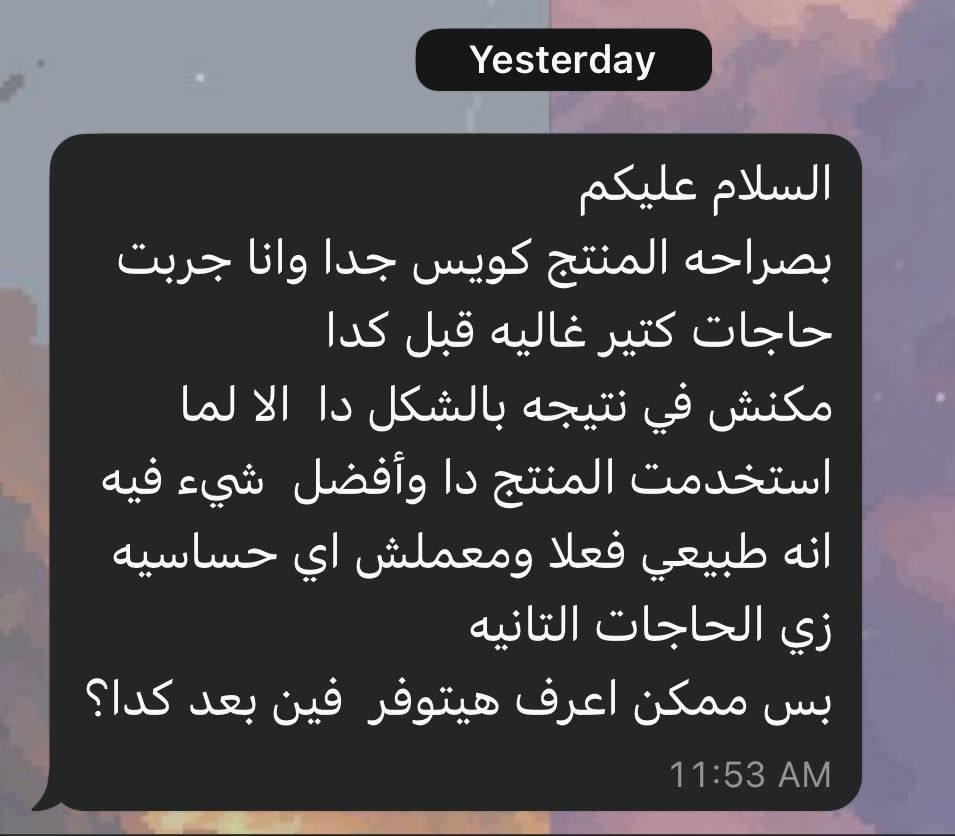 Yesterday
السلام عليكم
بصراحه المنتج كويس جدا وانا جربت
حاجات كتير غاليه قبل كدا
مكنش في نتيجه بالشكل دا الا لما
استخدمت المنتج دا وأفضل شيء فيه
انه طبيعي فعلا ومعملش اي حساسيه
زي الحاجات التانيه
بس ممكن اعرف هيتوفر فين بعد كدا؟
11:53 AM